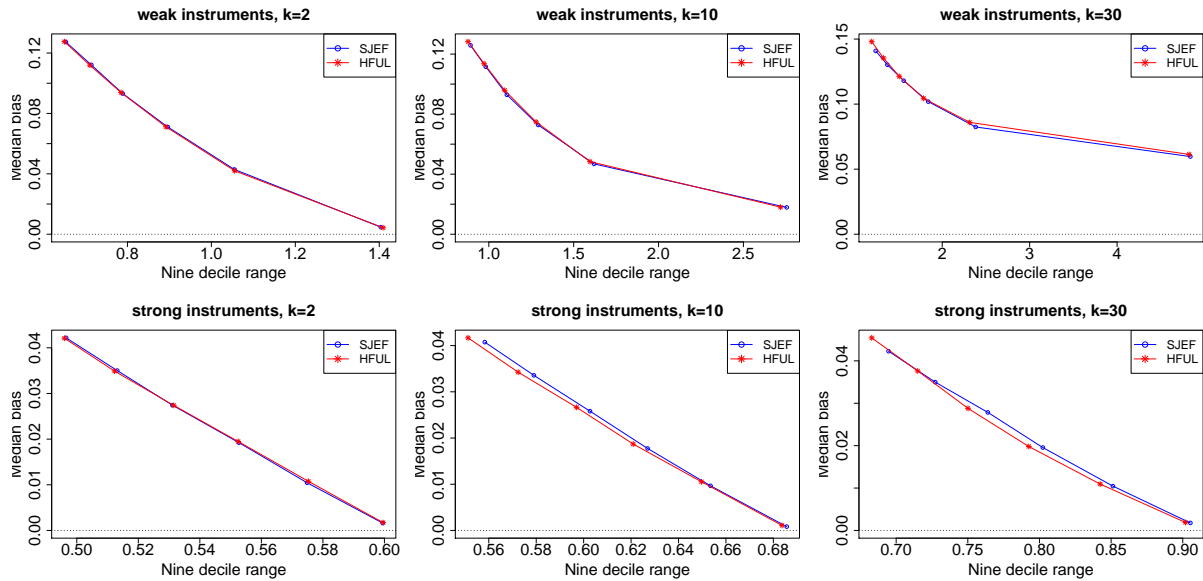 weak instruments, k=2
0.00 0.04 0.08 0.12
Median bias
SJEF
HFUL
0.8 1.0 1.2 1.4
Nine decile range
weak instruments, k=10
0.00 0.04 0.08 0.12
Median bias
SJEF
HFUL
1.0 1.5 2.0 2.5
Nine decile range
weak instruments, k=30
0.00 0.05 0.10 0.15
Median bias
SJEF
HFUL
2 3 4
Nine decile range
strong instruments, k=2
0.00 0.01 0.02 0.03 0.04
Median bias
SJEF
HFUL
0.50 0.52 0.54 0.56 0.58 0.60
Nine decile range
strong instruments, k=10
0.00 0.01 0.02 0.03 0.04
Median bias
SJEF
HFUL
0.56 0.58 0.60 0.62 0.64 0.66 0.68
Nine decile range
strong instruments, k=30
0.00 0.02 0.04
Median bias
SJEF
HFUL
0.70 0.75 0.80 0.85 0.90
Nine decile range